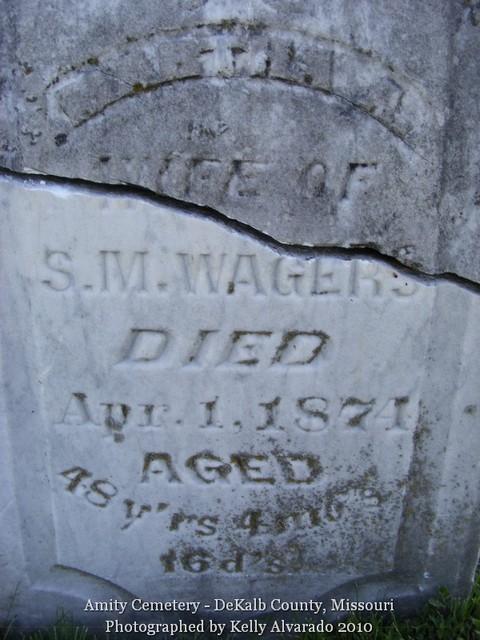 WIFE OF
S. M. WAGERS
DIED
Apr. 1, 1874
AGED
48 y'rs 4 mo's
16 d's
Amity Cemetery - DeKalb County, Missouri
Photographed by Kelly Alvarado 2010